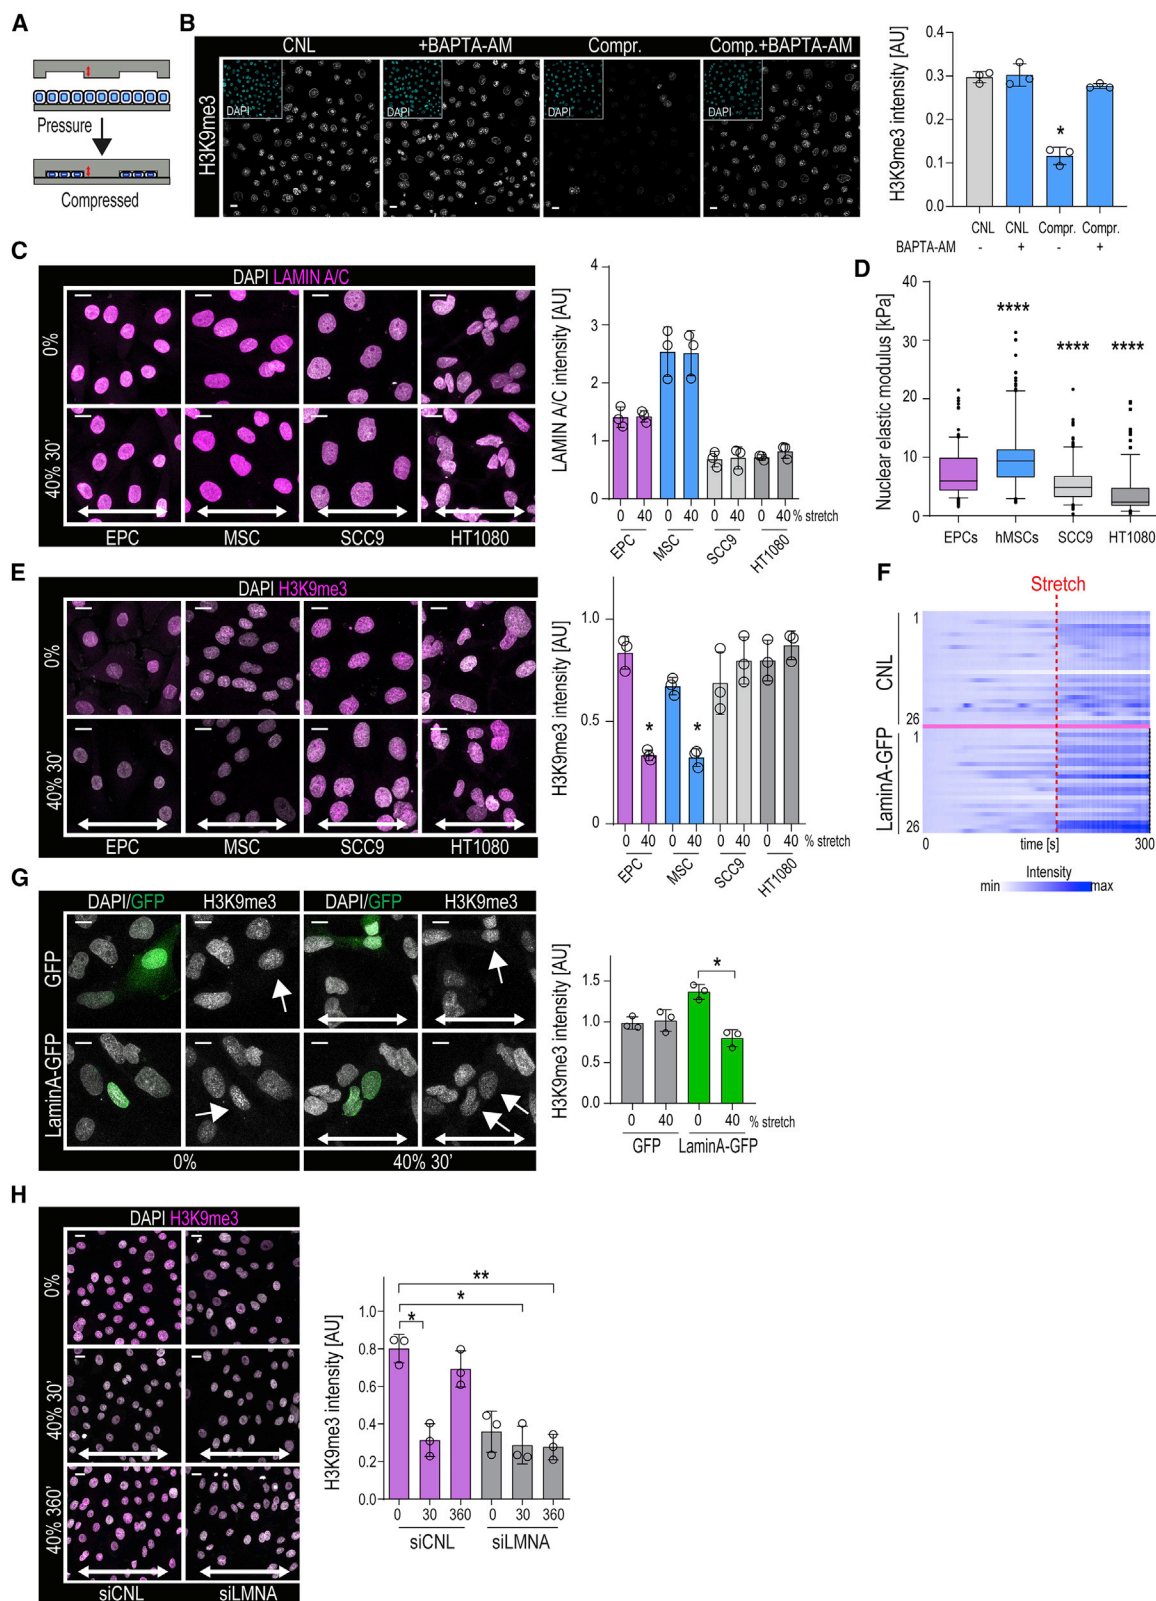 A
Pressure
Compressed
B
CNL +BAPTA-AM Compr. Comp.+BAPTA-AM
H3K9me3
DAPI DAPI DAPI DAPI
H3K9me3 intensity [AU]
0.4
0.3
0.2
0.1
0.0
CNL CNL Compr. Compr.
BAPTA-AM - + - +
*
C
DAPI LAMIN A/C
0%
40% 30'
EPC MSC SCC9 HT1080
LAMIN A/C intensity [AU]
4
3
2
1
0
0 40 0 40 0 40 0 40 % stretch
EPC MSC SCC9 HT1080
D
Nuclear elastic modulus [kPa]
40
30
20
10
0
**** **** ****
EPCs hMSCs SCC9 HT1080
E
DAPI H3K9me3
0%
40% 30'
EPC MSC SCC9 HT1080
H3K9me3 intensity [AU]
1.0
0.5
0
* *
0 40 0 40 0 40 0 40 % stretch
EPC MSC SCC9 HT1080
F
Stretch
CNL
1
26
LaminA-GFP
1
26
0 time [s] 300
Intensity
min max
G
DAPI/GFP H3K9me3 DAPI/GFP H3K9me3
GFP
LaminA-GFP
0% 40% 30'
H3K9me3 intensity [AU]
1.5
1.0
0.5
0.0
*
0 40 0 40 % stretch
GFP LaminA-GFP
H
DAPI H3K9me3
0%
40% 30'
40% 360'
siCNL siLMNA
H3K9me3 intensity [AU]
1.0
0.8
0.6
0.4
0.2
0.0
**
*
*
0 30 360 0 30 360
siCNL siLMNA